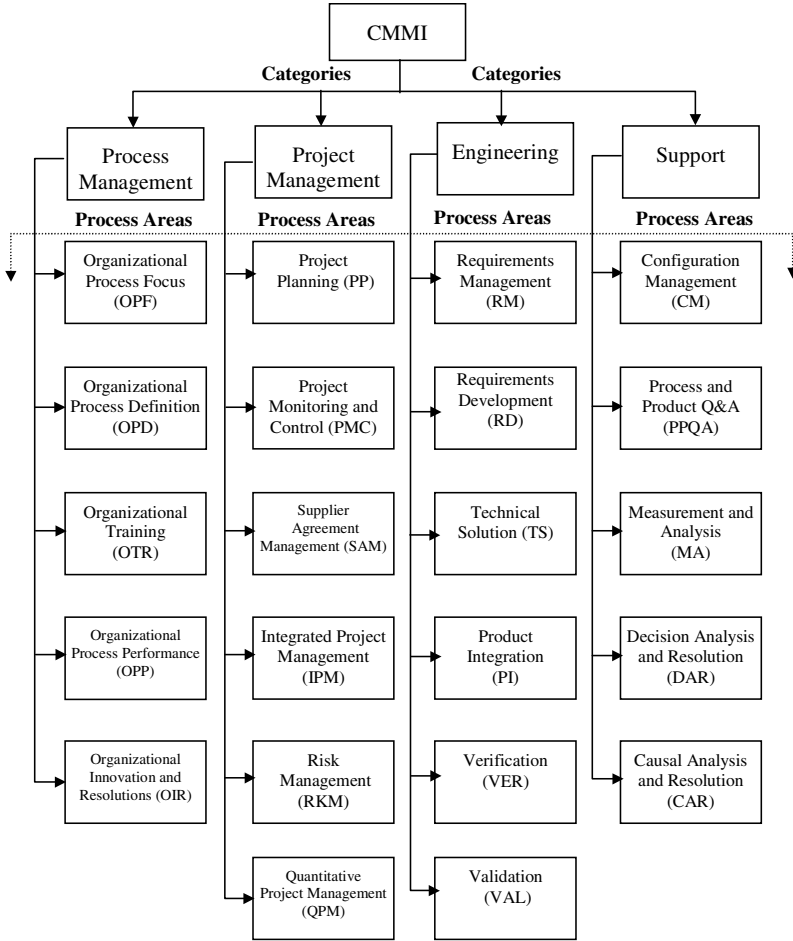 CMMI
Categories
Categories
Process
Management
Project
Management
Engineering
Support
Process Areas
Process Areas
Process Areas
Process Areas
Organizational
Process Focus
(OPF)
Organizational
Process Definition
(OPD)
Organizational
Training
(OTR)
Organizational
Process Performance
(OPP)
Organizational
Innovation and
Resolutions (OIR)
Project
Planning (PP)
Project
Monitoring and
Control (PMC)
Supplier
Agreement
Management (SAM)
Integrated Project
Management
(IPM)
Risk
Management
(RKM)
Quantitative
Project Management
(QPM)
Requirements
Management
(RM)
Requirements
Development
(RD)
Technical
Solution (TS)
Product
Integration
(PI)
Verification
(VER)
Validation
(VAL)
Configuration
Management
(CM)
Process and
Product Q&A
(PPQA)
Measurement and
Analysis
(MA)
Decision Analysis
and Resolution
(DAR)
Causal Analysis
and Resolution
(CAR)